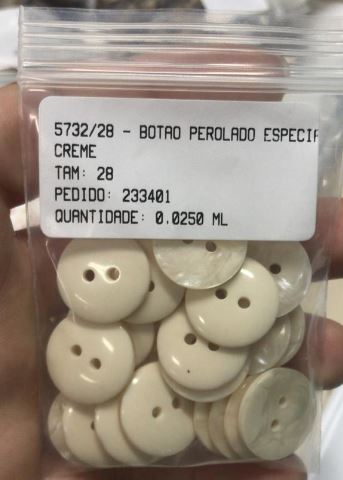 5732/28 - BOTAO PEROLADO ESPECIA
CREME
TAM: 28
PEDIDO: 233401
QUANTIDADE: 0.0250 ML